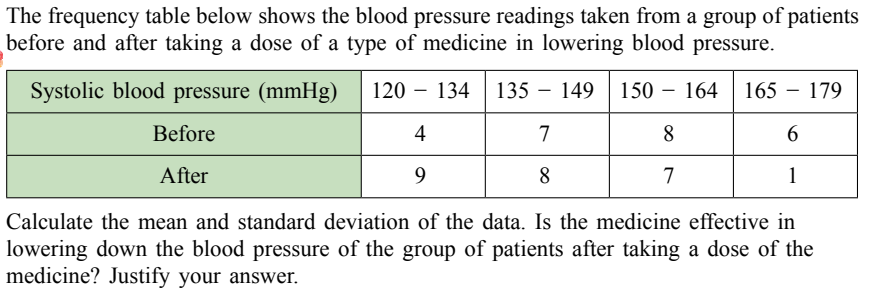 The frequency table below shows the blood pressure readings taken from a group of patients
before and after taking a dose of a type of medicine in lowering blood pressure.
Systolic blood pressure (mmHg) 120 − 134 135 − 149 150 − 164 165 − 179
Before 4 7 8 6
After 9 8 7 1
Calculate the mean and standard deviation of the data. Is the medicine effective in
lowering down the blood pressure of the group of patients after taking a dose of the
medicine? Justify your answer.